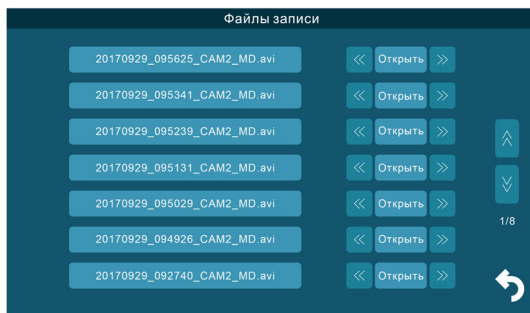 Файлы записи
20170929_095625_CAM2_MD.avi Открыть
20170929_095341_CAM2_MD.avi Открыть
20170929_095239_CAM2_MD.avi Открыть
20170929_095131_CAM2_MD.avi Открыть
20170929_095029_CAM2_MD.avi Открыть
20170929_094926_CAM2_MD.avi Открыть
20170929_092740_CAM2_MD.avi Открыть
1/8